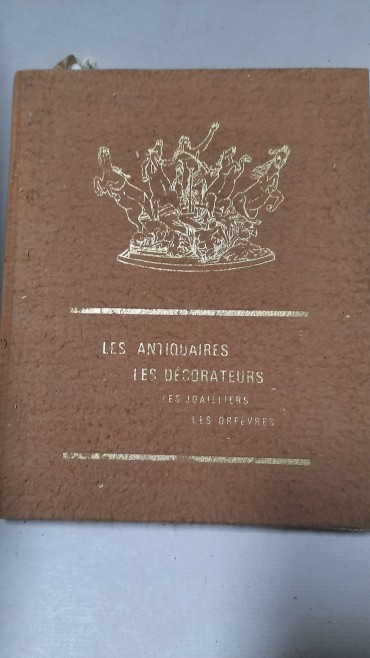 LES ANTIQUAIRES
LES DÉCORATEURS
LES JOAILLIERS
LES ORFÈVRES